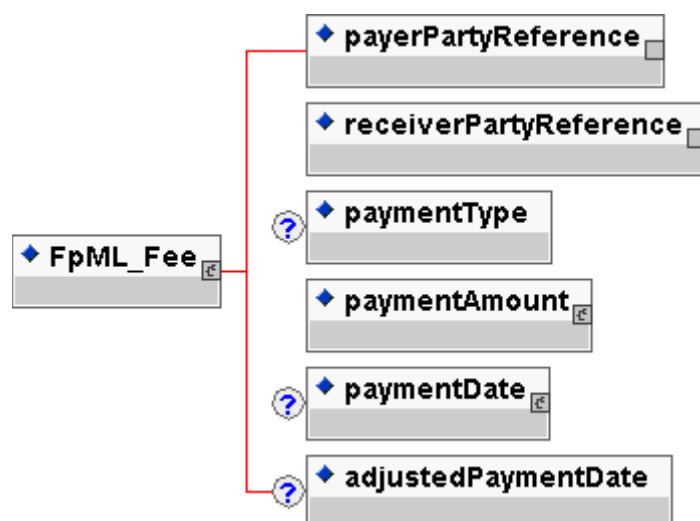 payerPartyReference
receiverPartyReference
? paymentType
FpML_Fee
paymentAmount
? paymentDate
? adjustedPaymentDate